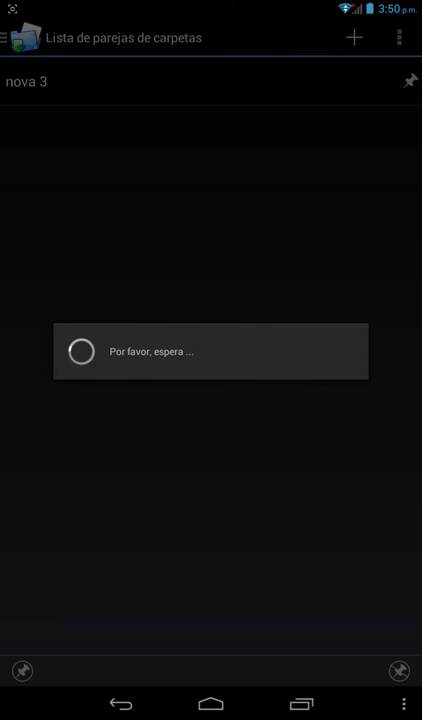 3:50 p.m.
Lista de parejas de carpetas
nova 3
Por favor, espera ...